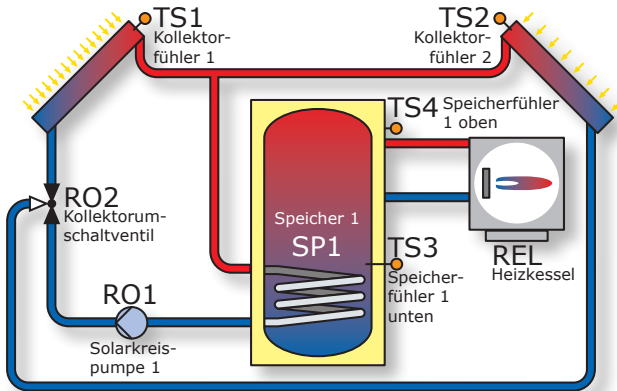 TS1
Kollektor-
fühler 1
TS2
Kollektor-
fühler 2
TS4
Speicherfühler
1 oben
RO2
Kollektorum-
schaltventil
Speicher 1
SP1
TS3
Speicher-
fühler 1
unten
REL
Heizkessel
RO1
Solarkreis-
pumpe 1